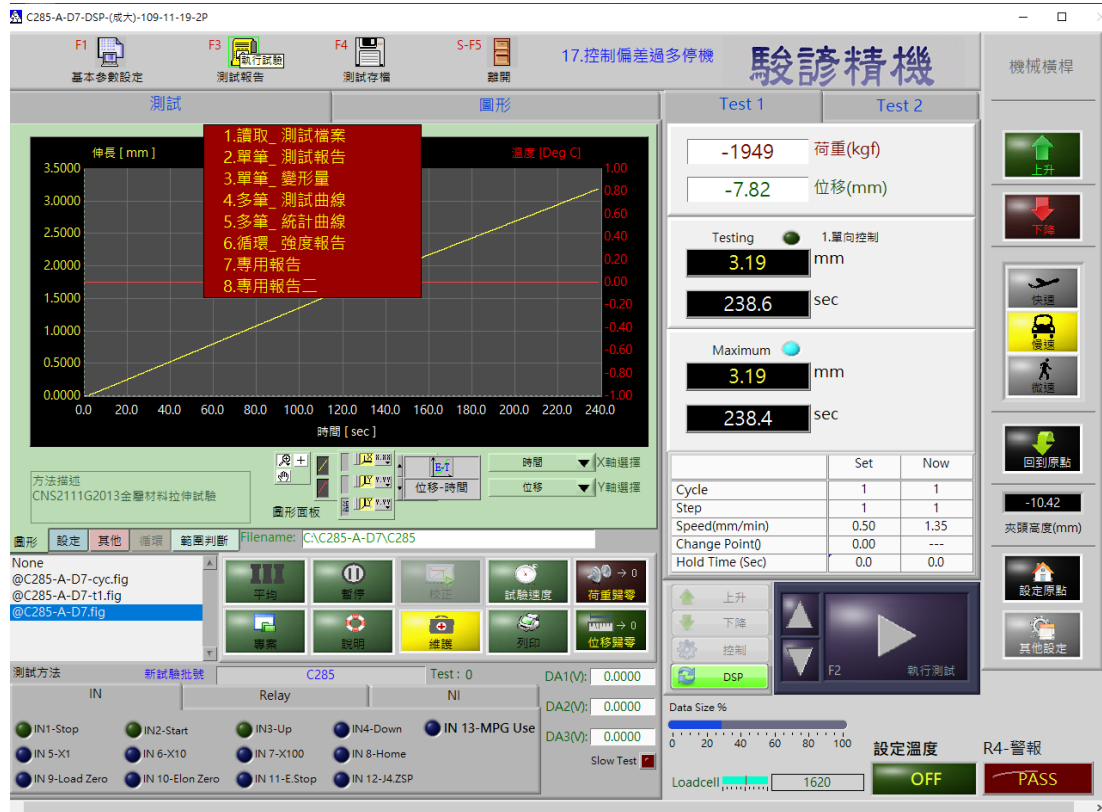 C285-A-D7-DSP-(成大)-109-11-19-2P
F1
F3
F4
S-F5
基本參數設定
執行試驗
測試報告
測試存檔
離開
17.控制偏差過多停機
駿諺精機
機械橫桿
測試
圖形
Test 1
Test 2
1.讀取_ 測試檔案
2.單筆_ 測試報告
3.單筆_ 變形量
4.多筆_ 測試曲線
5.多筆_ 統計曲線
6.循環_ 強度報告
7.專用報告
8.專用報告二
伸長 [ mm ]
溫度 [Deg C]
3.5000
3.0000
2.5000
2.0000
1.5000
1.0000
0.5000
0.0000
1.00
0.80
0.60
0.40
0.20
0.00
-0.20
-0.40
-0.60
-0.80
-1.00
0.0 20.0 40.0 60.0 80.0 100.0 120.0 140.0 160.0 180.0 200.0 220.0 240.0
時間 [ sec ]
-1949 荷重(kgf)
-7.82 位移(mm)
Testing 1.單向控制
3.19 mm
238.6 sec
Maximum
3.19 mm
238.4 sec
上升
下降
快速
慢速
微速
回到原點
-10.42
夾頭高度(mm)
設定原點
其他設定
方法描述
CNS2111G2013金屬材料拉伸試驗
圖形面板
位移-時間
時間 X軸選擇
位移 Y軸選擇
Set Now
Cycle 1 1
Step 1 1
Speed(mm/min) 0.50 1.35
Change Point() 0.00 ---
Hold Time (Sec) 0.0 0.0
圖形 設定 其他 循環 範圍判斷 Filename: C:\C285-A-D7\C285
None
@C285-A-D7-cyc.fig
@C285-A-D7-t1.fig
@C285-A-D7.fig
平均
暫停
校正
試驗速度
荷重歸零
專案
說明
維護
列印
位移歸零
上升
下降
控制
DSP
F2 執行測試
測試方法 新試驗批號 C285 Test : 0
IN Relay NI
IN1-Stop IN2-Start IN3-Up IN4-Down IN 13-MPG Use
IN 5-X1 IN 6-X10 IN 7-X100 IN 8-Home
IN 9-Load Zero IN 10-Elon Zero IN 11-E.Stop IN 12-J4.ZSP
DA1(V): 0.0000
DA2(V): 0.0000
DA3(V): 0.0000
Slow Test
Data Size %
0 20 40 60 80 100
Loadcell 1620
設定溫度
OFF
R4-警報
PASS